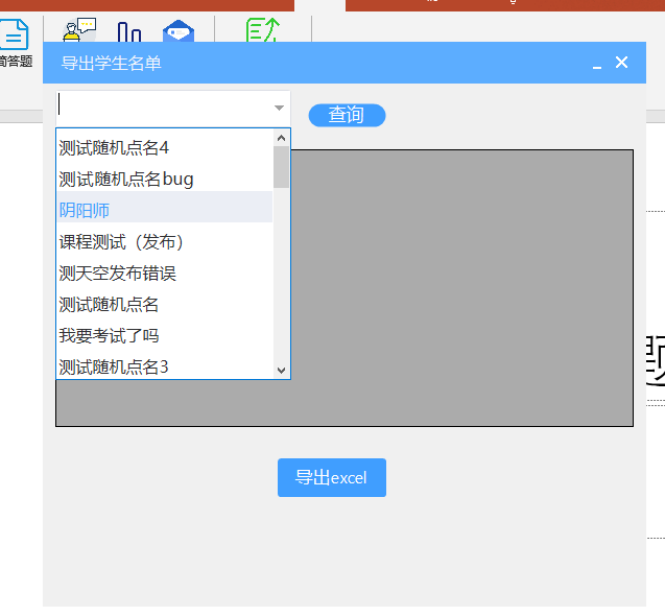 简答题
导出学生名单
查询
测试随机点名4
测试随机点名bug
阴阳师
课程测试（发布）
测天空发布错误
测试随机点名
我要考试了吗
测试随机点名3
题
导出excel